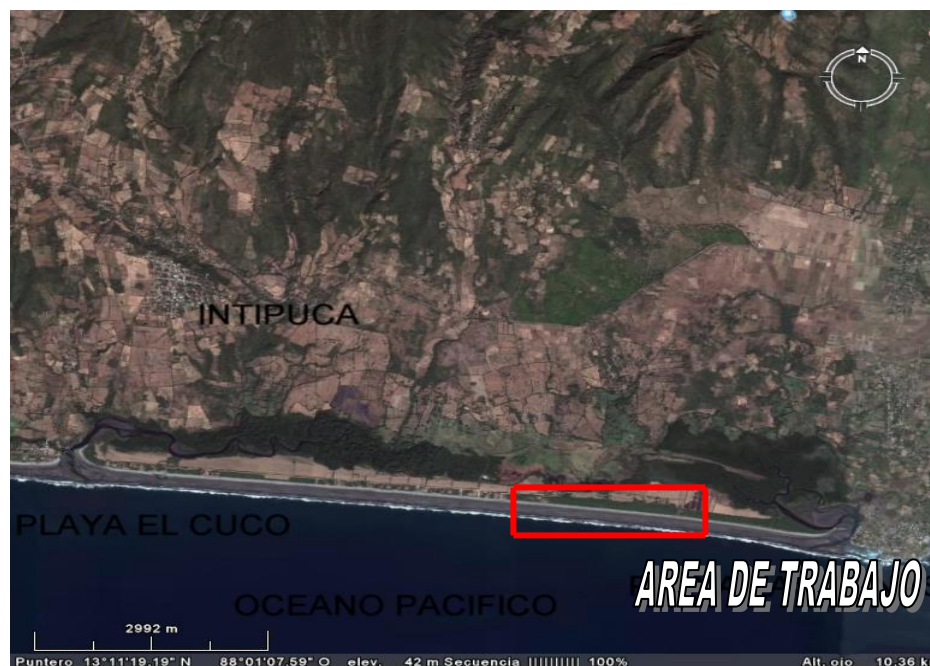 N
INTIPUCA
PLAYA EL CUCO
AREA DE TRABAJO
OCEANO PACIFICO
2992 m
Puntero 13°11'19.19" N 88°01'07.59" O elev. 42 m Secuencia |||||||||| 100% Alt. ojo 10.36 k